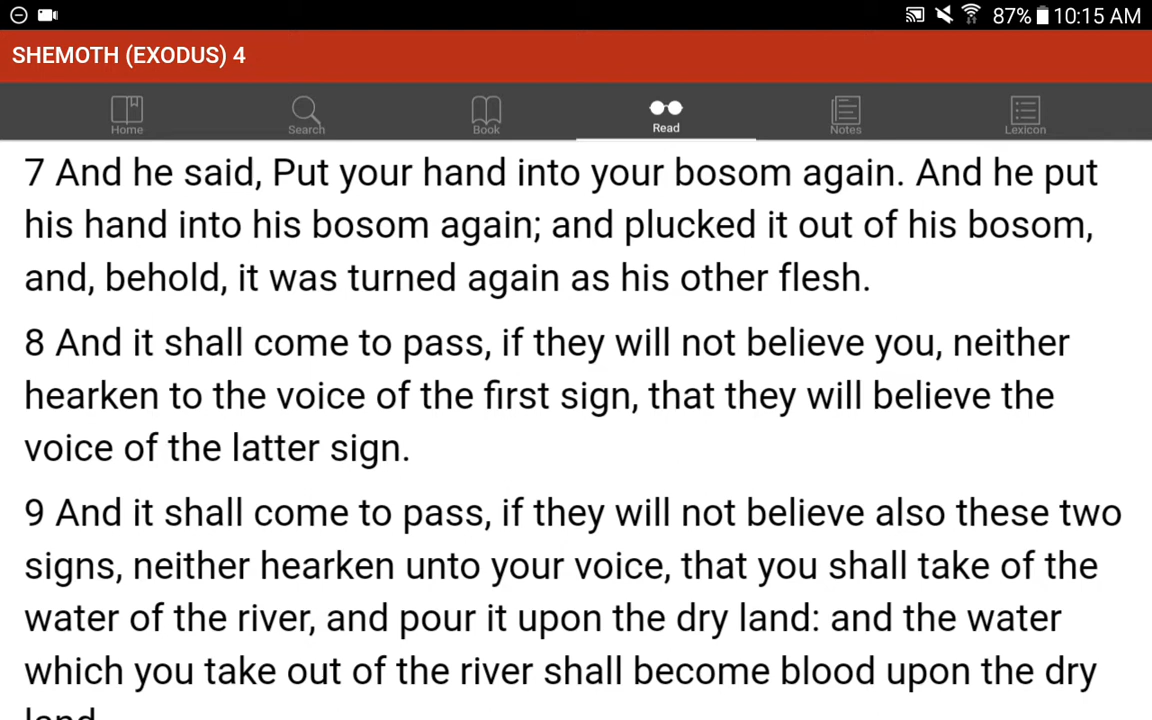 87% 10:15 AM
SHEMOTH (EXODUS) 4
Home Search Book Read Notes Lexicon
7 And he said, Put your hand into your bosom again. And he put
his hand into his bosom again; and plucked it out of his bosom,
and, behold, it was turned again as his other flesh.
8 And it shall come to pass, if they will not believe you, neither
hearken to the voice of the first sign, that they will believe the
voice of the latter sign.
9 And it shall come to pass, if they will not believe also these two
signs, neither hearken unto your voice, that you shall take of the
water of the river, and pour it upon the dry land: and the water
which you take out of the river shall become blood upon the dry
land.